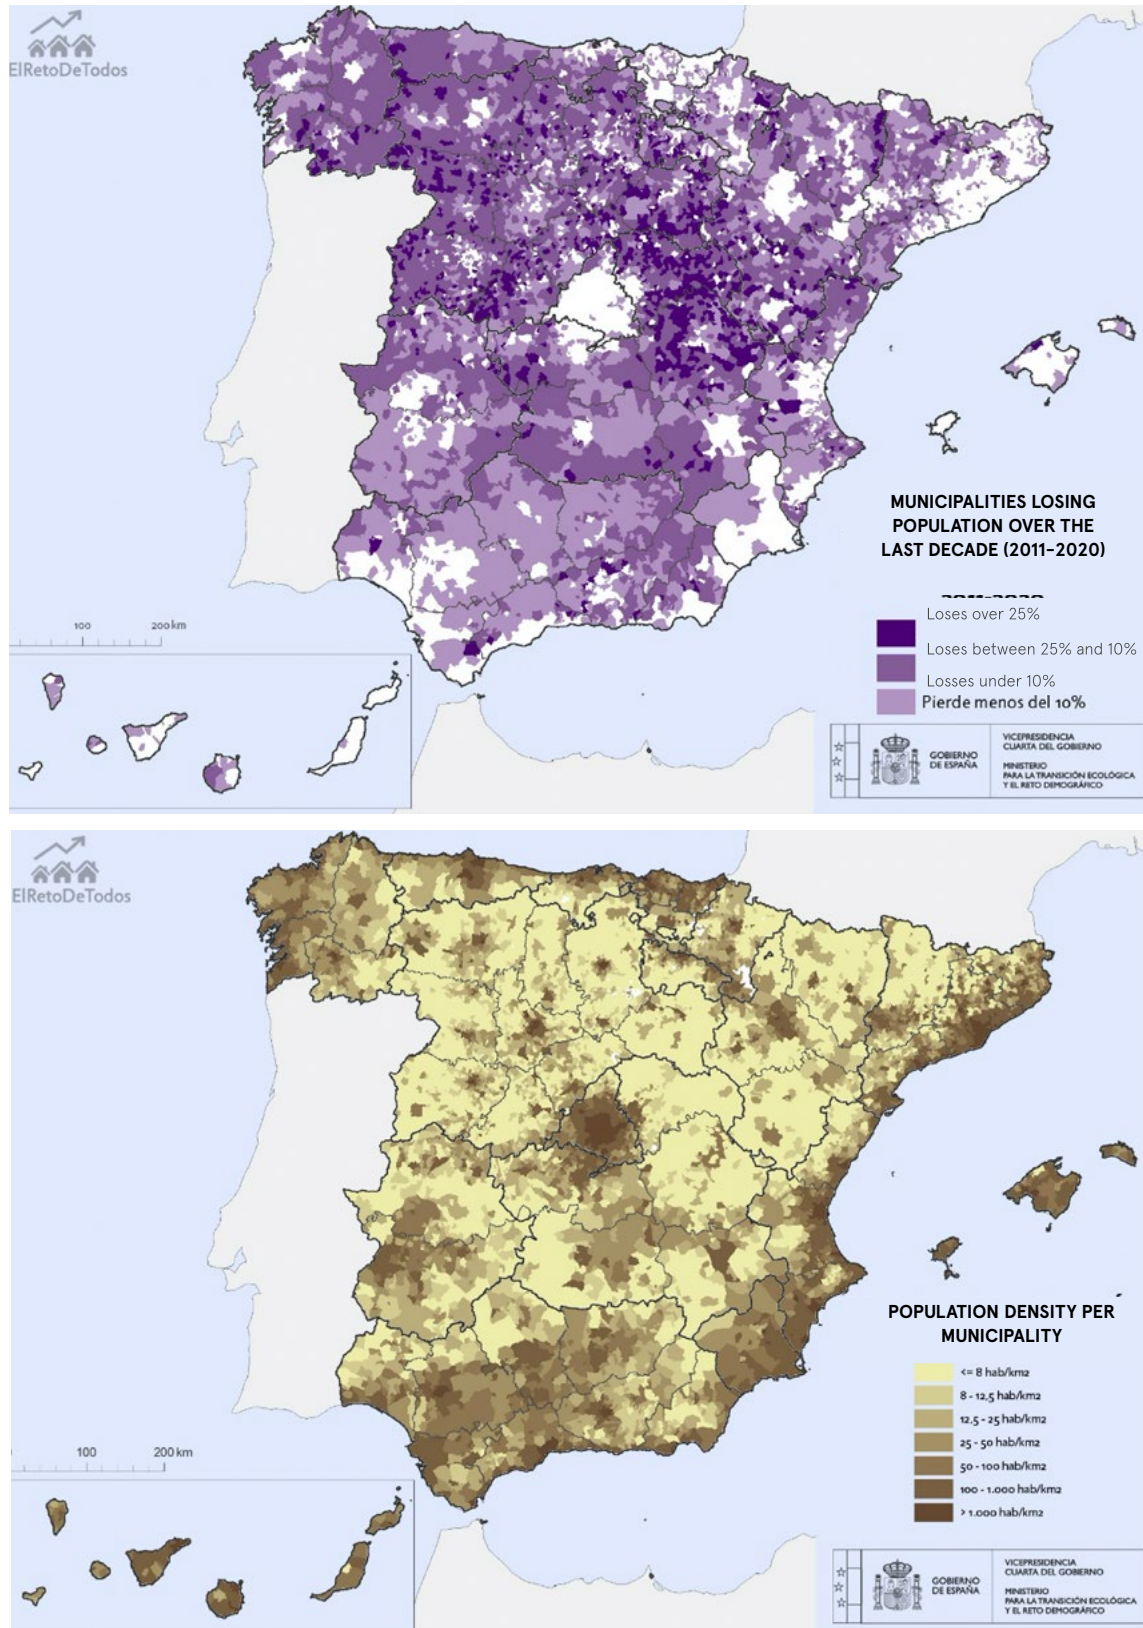 ElRetoDeTodos
MUNICIPALITIES LOSING
POPULATION OVER THE
LAST DECADE (2011–2020)
2011-2020
Loses over 25%
Loses between 25% and 10%
Losses under 10%
Pierde menos del 10%
100
200 km
GOBIERNO
DE ESPAÑA
VICEPRESIDENCIA
CUARTA DEL GOBIERNO
MINISTERIO
PARA LA TRANSICIÓN ECOLÓGICA
Y EL RETO DEMOGRÁFICO
ElRetoDeTodos
POPULATION DENSITY PER
MUNICIPALITY
<= 8 hab/km2
8 - 12,5 hab/km2
12,5 - 25 hab/km2
25 - 50 hab/km2
50 - 100 hab/km2
100 - 1.000 hab/km2
> 1.000 hab/km2
100
200 km
GOBIERNO
DE ESPAÑA
VICEPRESIDENCIA
CUARTA DEL GOBIERNO
MINISTERIO
PARA LA TRANSICIÓN ECOLÓGICA
Y EL RETO DEMOGRÁFICO